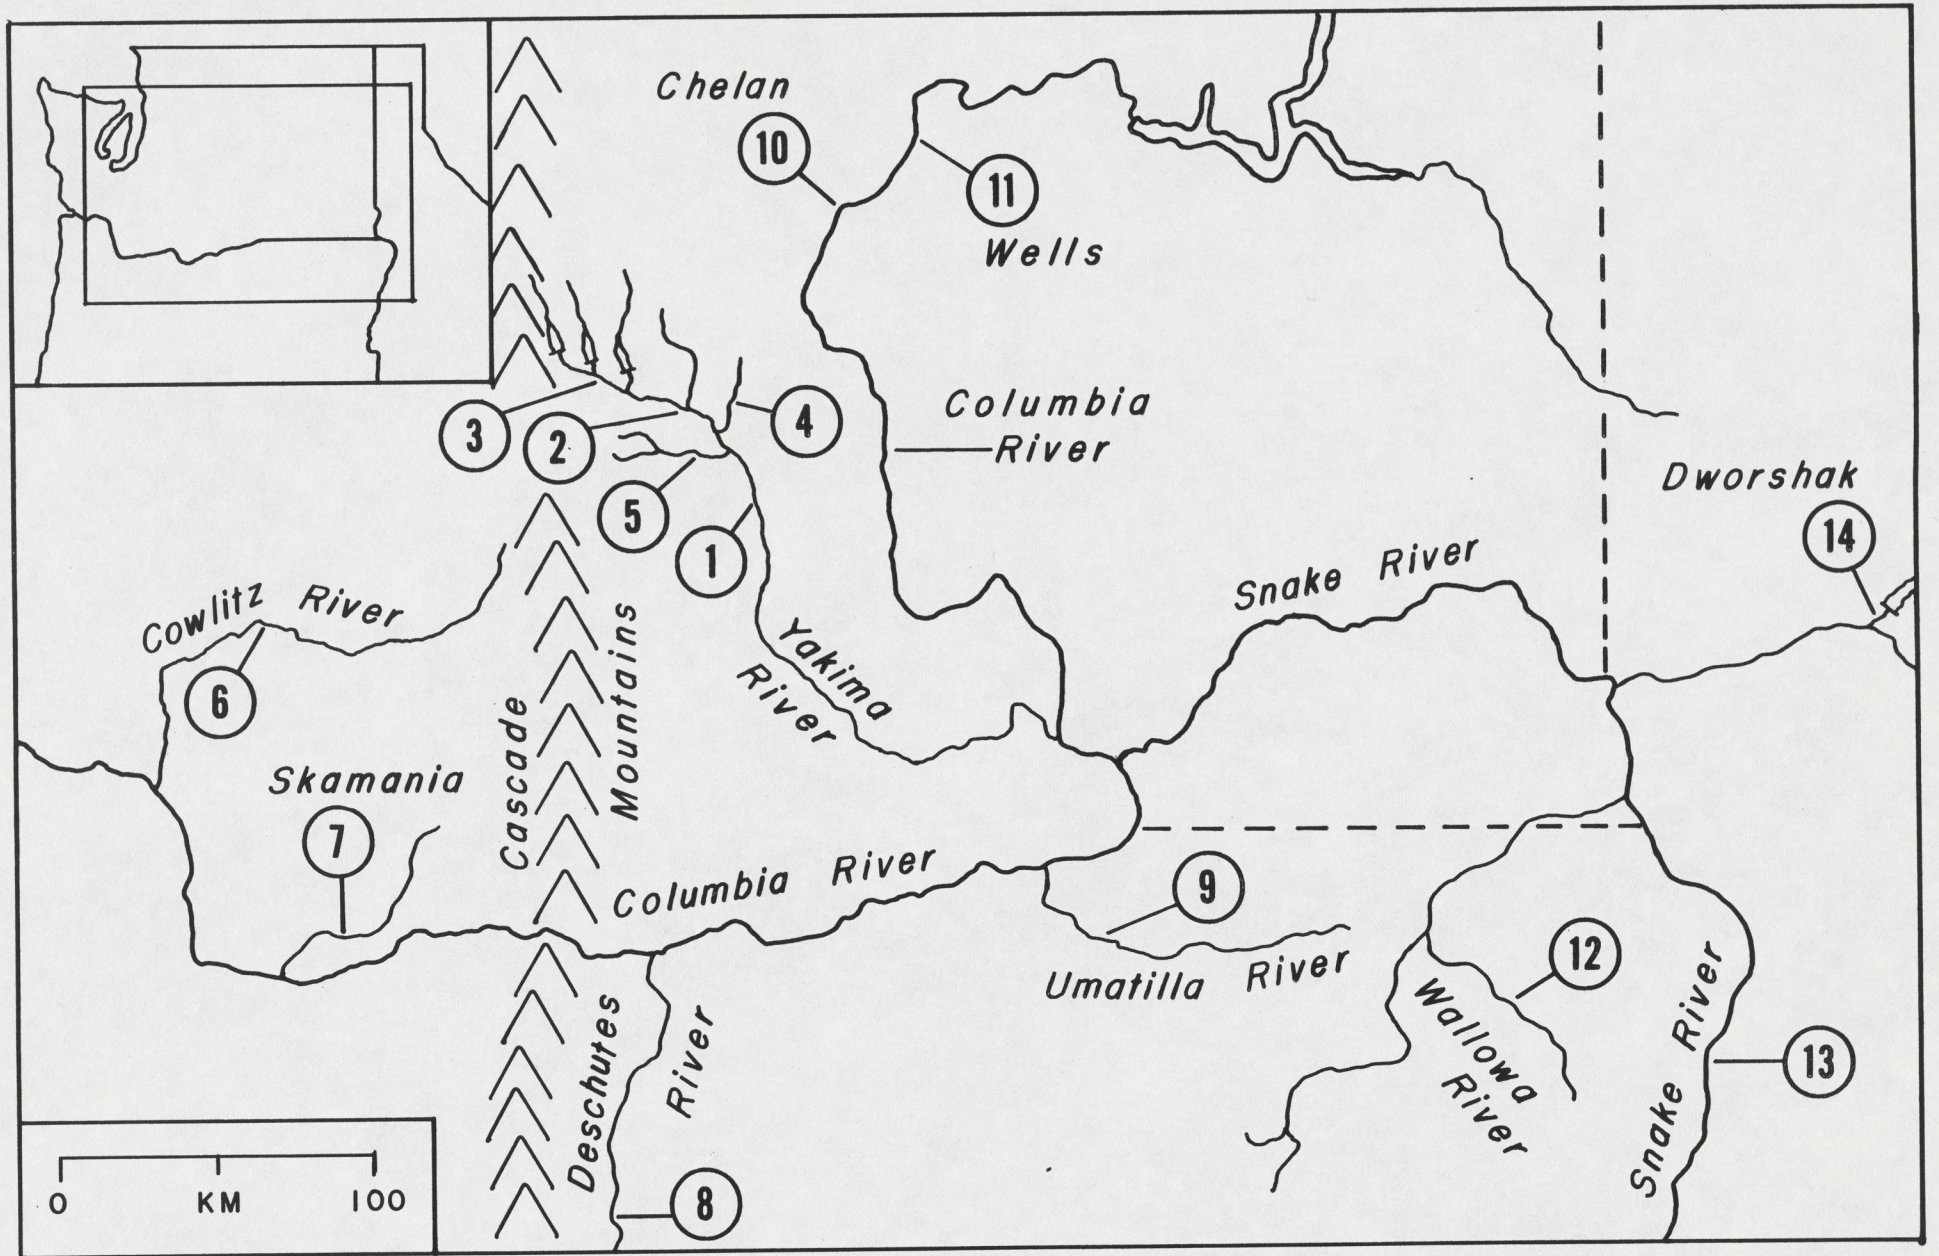 Chelan
10
11
Wells
3
2
4
Columbia
River
Dworshak
14
5
1
Snake River
Cowlitz River
6
Yakima
River
Cascade
Mountains
Skamania
7
Columbia River
9
Umatilla River
12
Wallowa
River
Snake River
13
Deschutes
River
8
0 KM 100